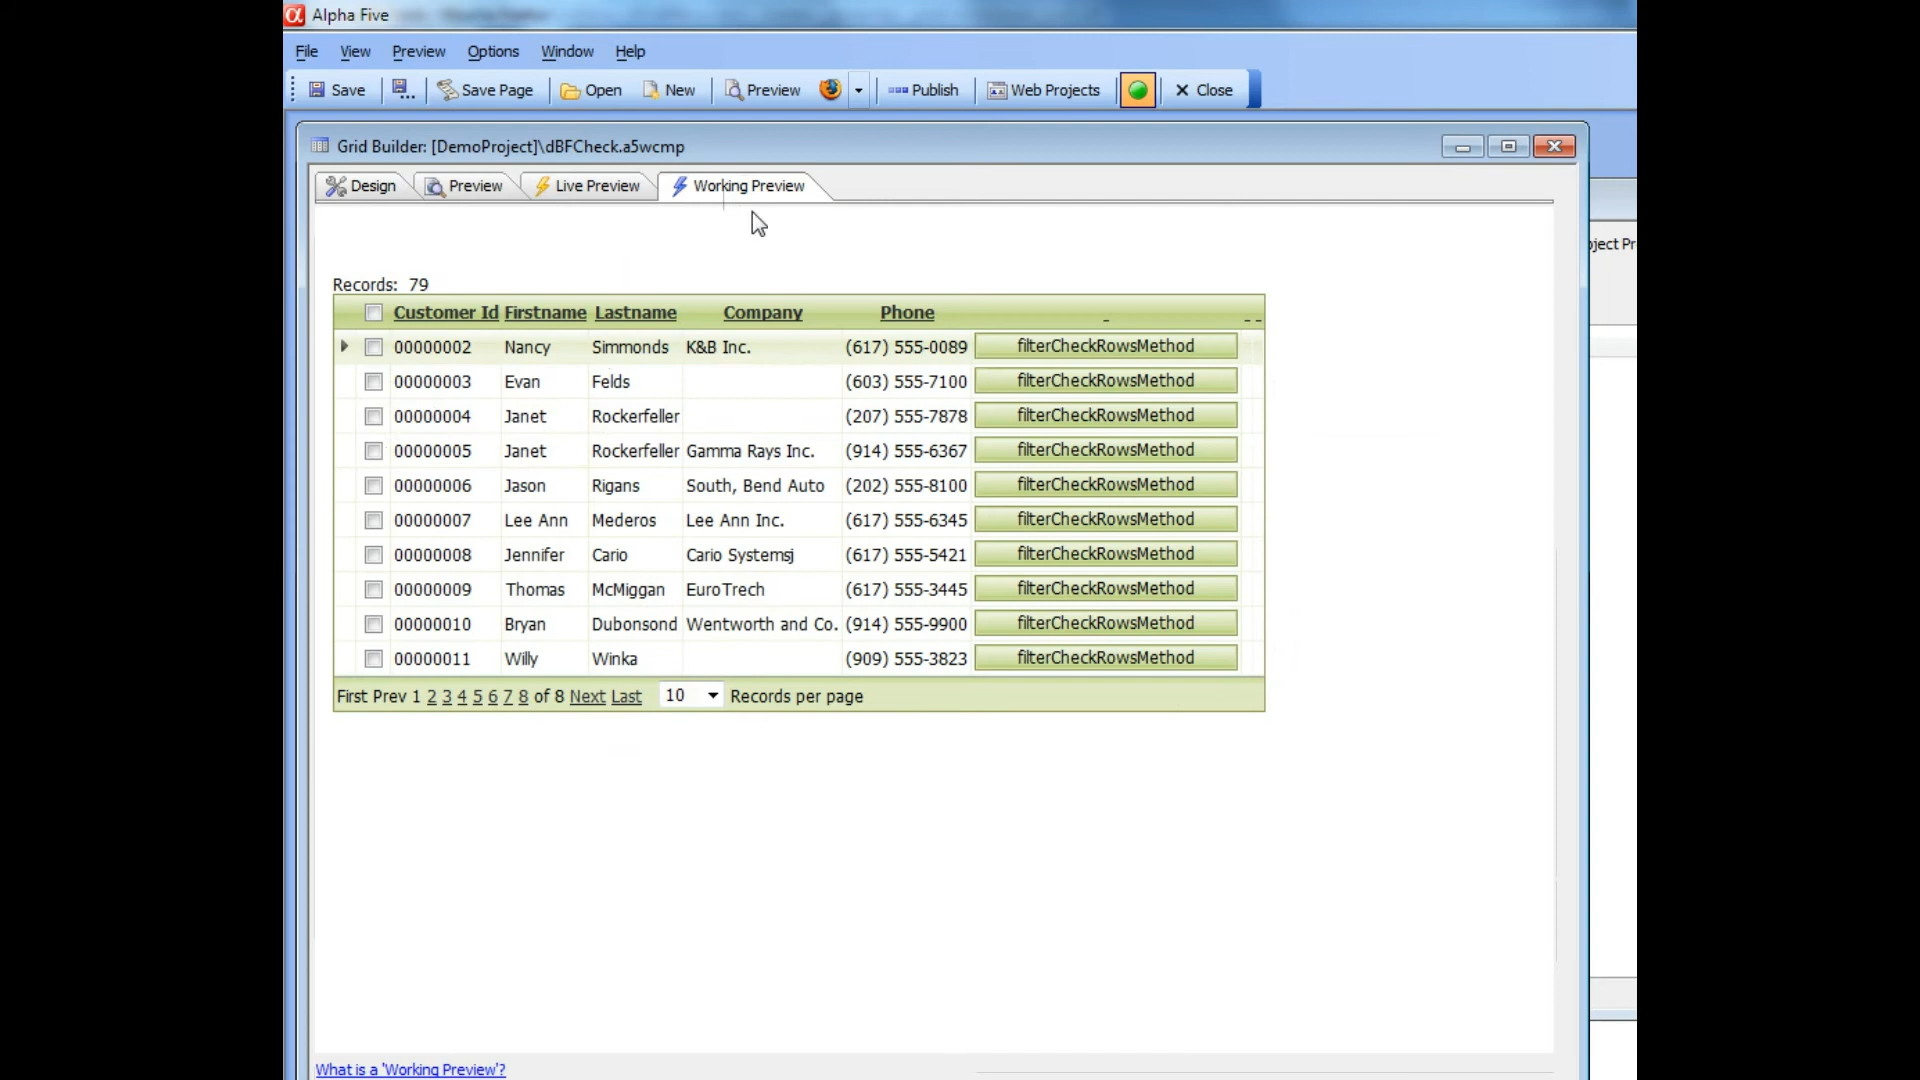 Alpha Five
File View Preview Options Window Help
Save Save Page Open New Preview Publish Web Projects Close
Grid Builder: [DemoProject]\dBFCheck.a5wcmp
Design Preview Live Preview Working Preview
ject Pr
Records: 79
Customer Id Firstname Lastname Company Phone
00000002 Nancy Simmonds K&B Inc. (617) 555-0089 filterCheckRowsMethod
00000003 Evan Felds (603) 555-7100 filterCheckRowsMethod
00000004 Janet Rockerfeller (207) 555-7878 filterCheckRowsMethod
00000005 Janet Rockerfeller Gamma Rays Inc. (914) 555-6367 filterCheckRowsMethod
00000006 Jason Rigans South, Bend Auto (202) 555-8100 filterCheckRowsMethod
00000007 Lee Ann Mederos Lee Ann Inc. (617) 555-6345 filterCheckRowsMethod
00000008 Jennifer Cario Cario Systemsj (617) 555-5421 filterCheckRowsMethod
00000009 Thomas McMiggan EuroTrech (617) 555-3445 filterCheckRowsMethod
00000010 Bryan Dubonsond Wentworth and Co. (914) 555-9900 filterCheckRowsMethod
00000011 Willy Winka (909) 555-3823 filterCheckRowsMethod
First Prev 1 2 3 4 5 6 7 8 of 8 Next Last 10 Records per page
What is a 'Working Preview'?